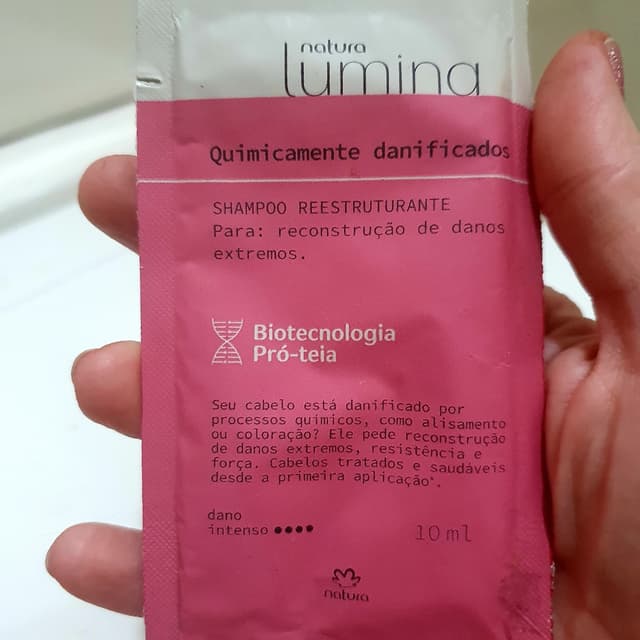 natura
lumina
Quimicamente danificados
SHAMPOO REESTRUTURANTE
Para: reconstrução de danos
extremos.
Biotecnologia
Pró-teia
Seu cabelo está danificado por
processos químicos, como alisamento
ou coloração? Ele pede reconstrução
de danos extremos, resistência e
força. Cabelos tratados e saudáveis
desde a primeira aplicação*.
dano
intenso ●●●● 10 ml
natura